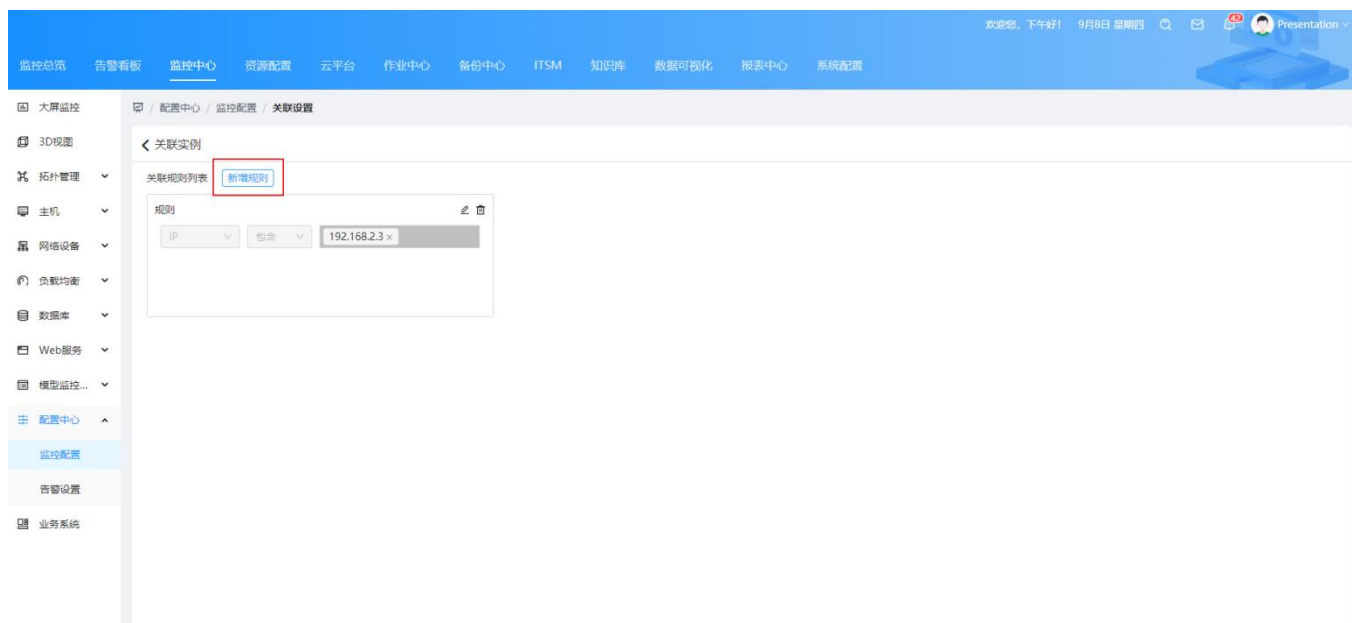 欢迎您，下午好! 9月8日 星期四 42 Presentation
监控总览 告警看板 监控中心 资源配置 云平台 作业中心 备份中心 ITSM 知识库 数据可视化 报表中心 系统配置
大屏监控
/ 配置中心 / 监控配置 / 关联设置
3D视图
关联实例
拓扑管理
关联规则列表 新增规则
主机
规则
IP 包含 192.168.2.3 ×
网络设备
负载均衡
数据库
Web服务
模型监控...
配置中心
监控配置
告警设置
业务系统